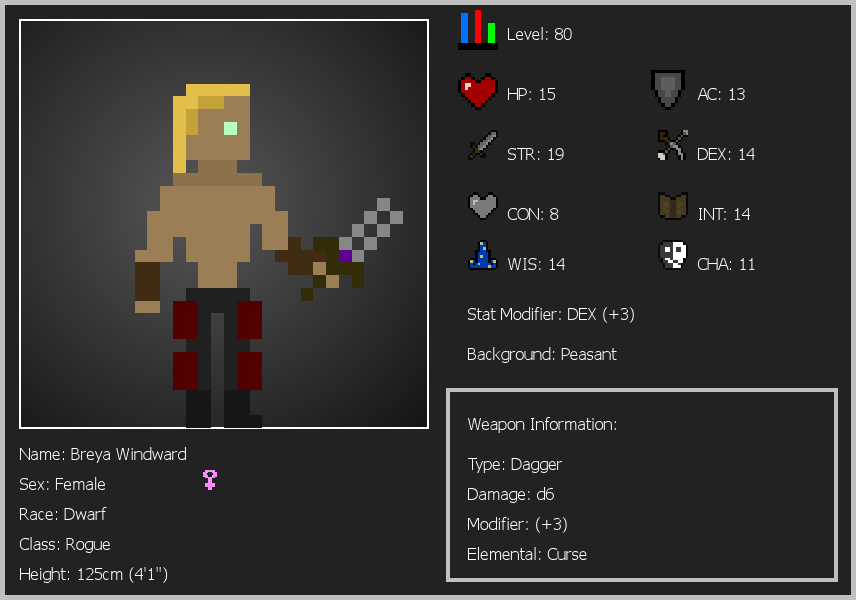 Level: 80
HP: 15
AC: 13
STR: 19
DEX: 14
CON: 8
INT: 14
WIS: 14
CHA: 11
Stat Modifier: DEX (+3)
Background: Peasant
Weapon Information:
Type: Dagger
Damage: d6
Modifier: (+3)
Elemental: Curse
Name: Breya Windward
Sex: Female
Race: Dwarf
Class: Rogue
Height: 125cm (4'1")